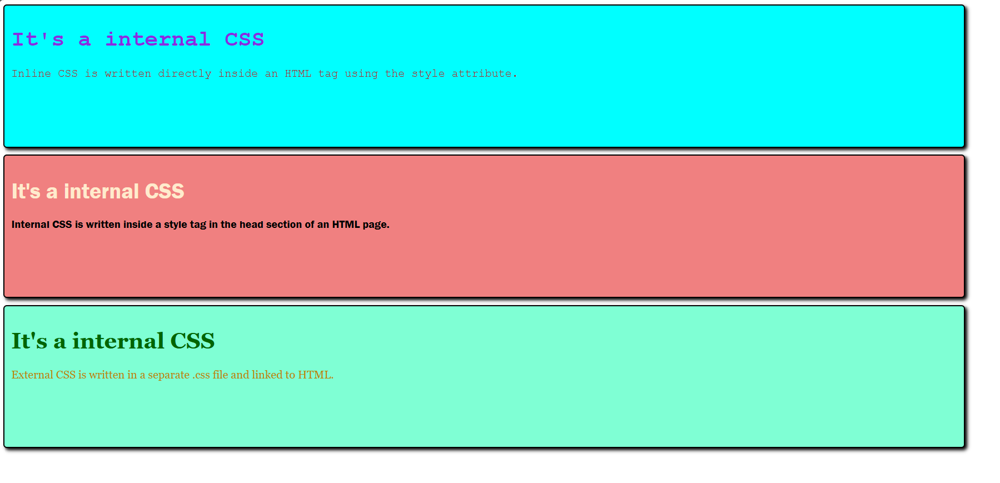 It's a internal CSS
Inline CSS is written directly inside an HTML tag using the style attribute.
It's a internal CSS
Internal CSS is written inside a style tag in the head section of an HTML page.
It's a internal CSS
External CSS is written in a separate .css file and linked to HTML.